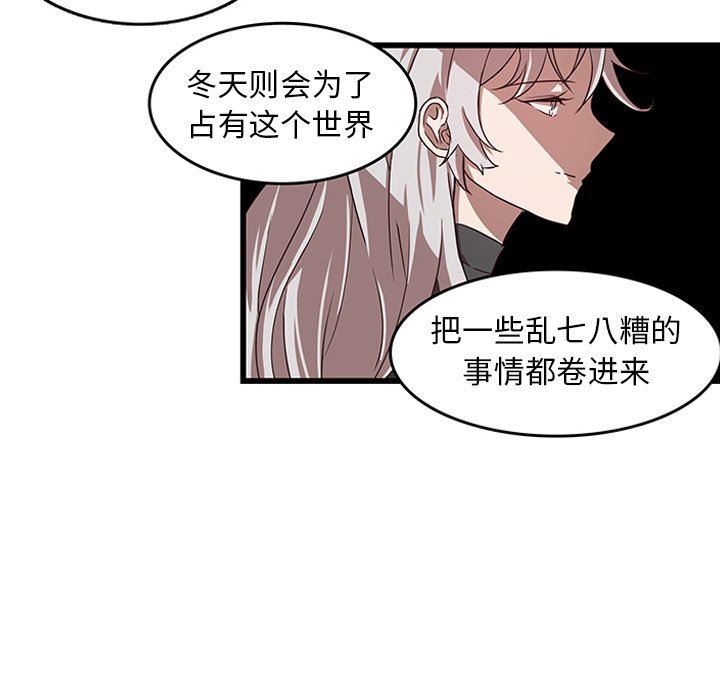 冬天则会为了
占有这个世界
把一些乱七八糟的
事情都卷进来